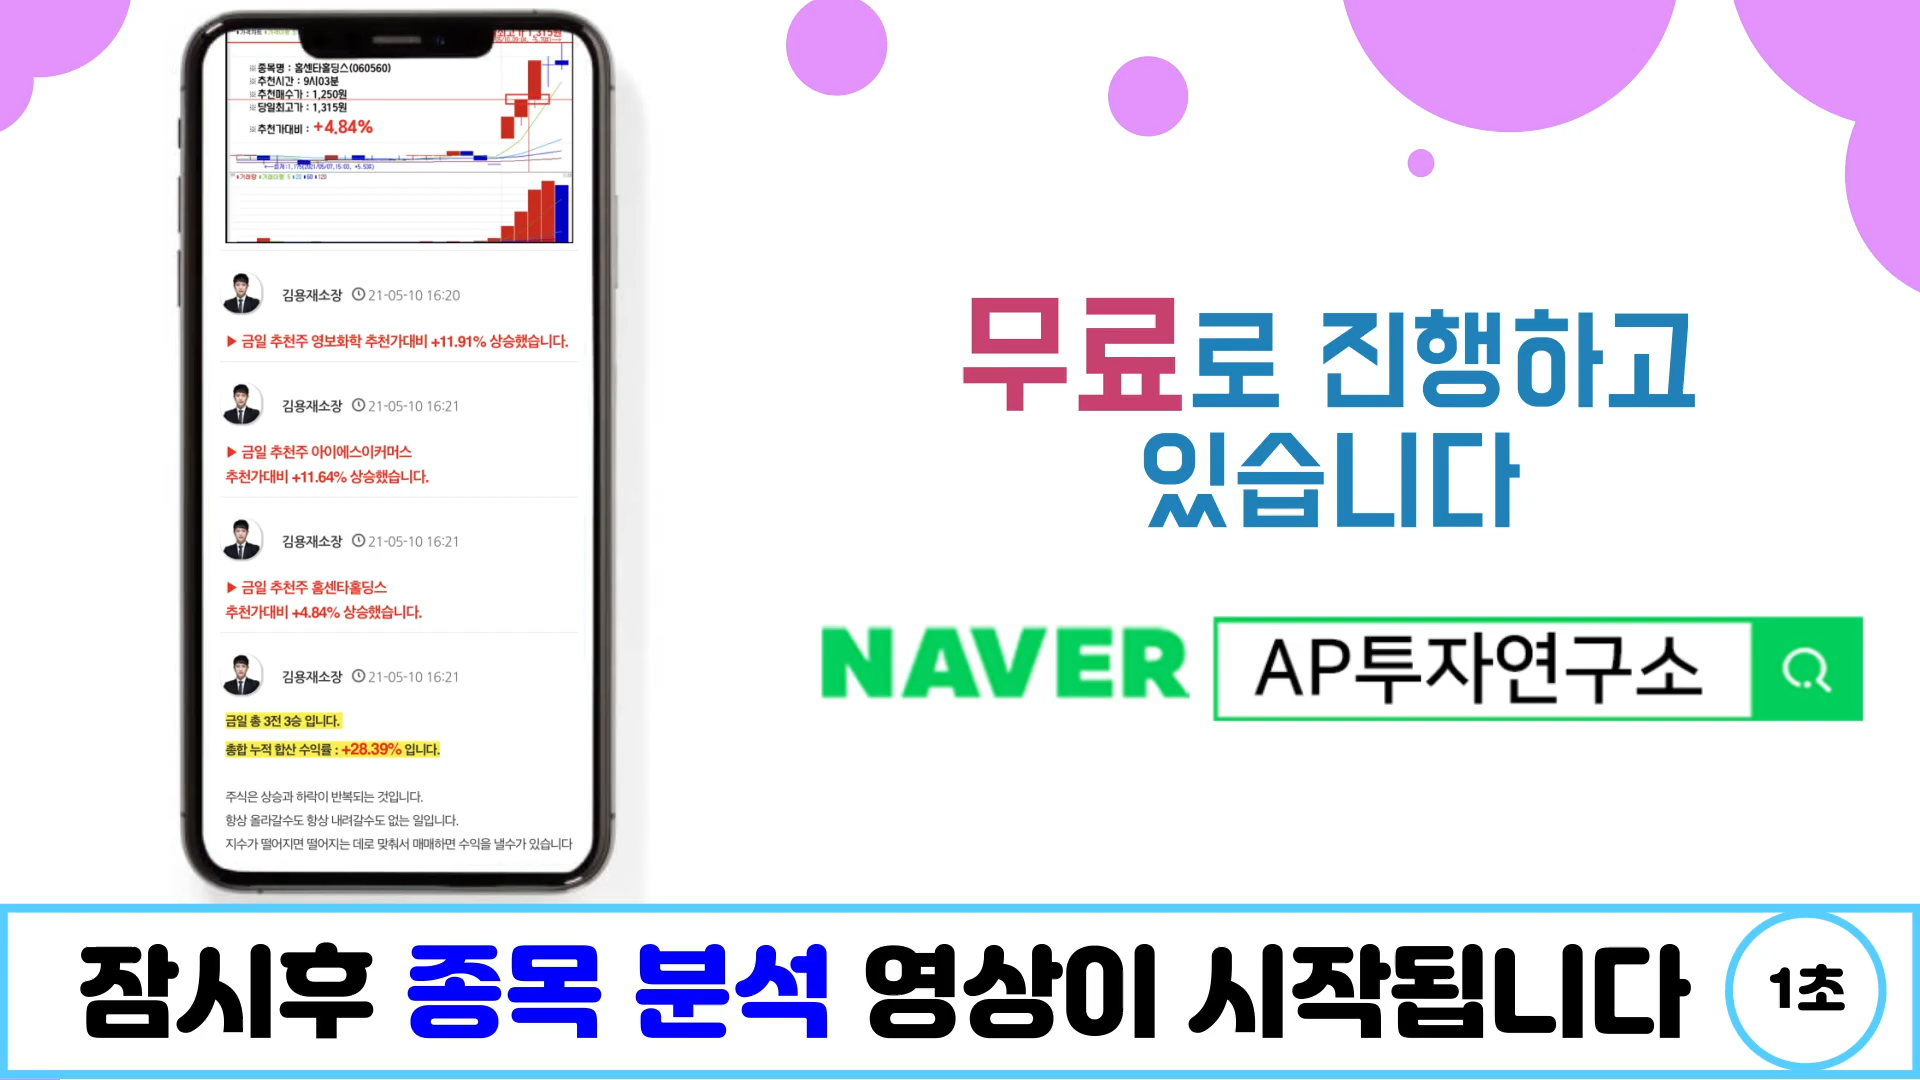 ※종목명 : 홈센타홀딩스(060560)
※추천시간 : 9시03분
※추천매수가 : 1,250원
※당일최고가 : 1,315원
※추천가대비 : +4.84%
김용재소장 21-05-10 16:20
▶ 금일 추천주 영보화학 추천가대비 +11.91% 상승했습니다.
김용재소장 21-05-10 16:21
▶ 금일 추천주 아이에스이커머스
추천가대비 +11.64% 상승했습니다.
김용재소장 21-05-10 16:21
▶ 금일 추천주 홈센타홀딩스
추천가대비 +4.84% 상승했습니다.
김용재소장 21-05-10 16:21
금일 총 3전 3승 입니다.
총합 누적 합산 수익률 : +28.39% 입니다.
주식은 상승과 하락이 반복되는 것입니다.
항상 올라갈수도 항상 내려갈수도 없는 일입니다.
지수가 떨어지면 떨어지는 데로 맞춰서 매매하면 수익을 낼수가 있습니다
무료로 진행하고
있습니다
NAVER AP투자연구소
잠시후 종목 분석 영상이 시작됩니다 1초